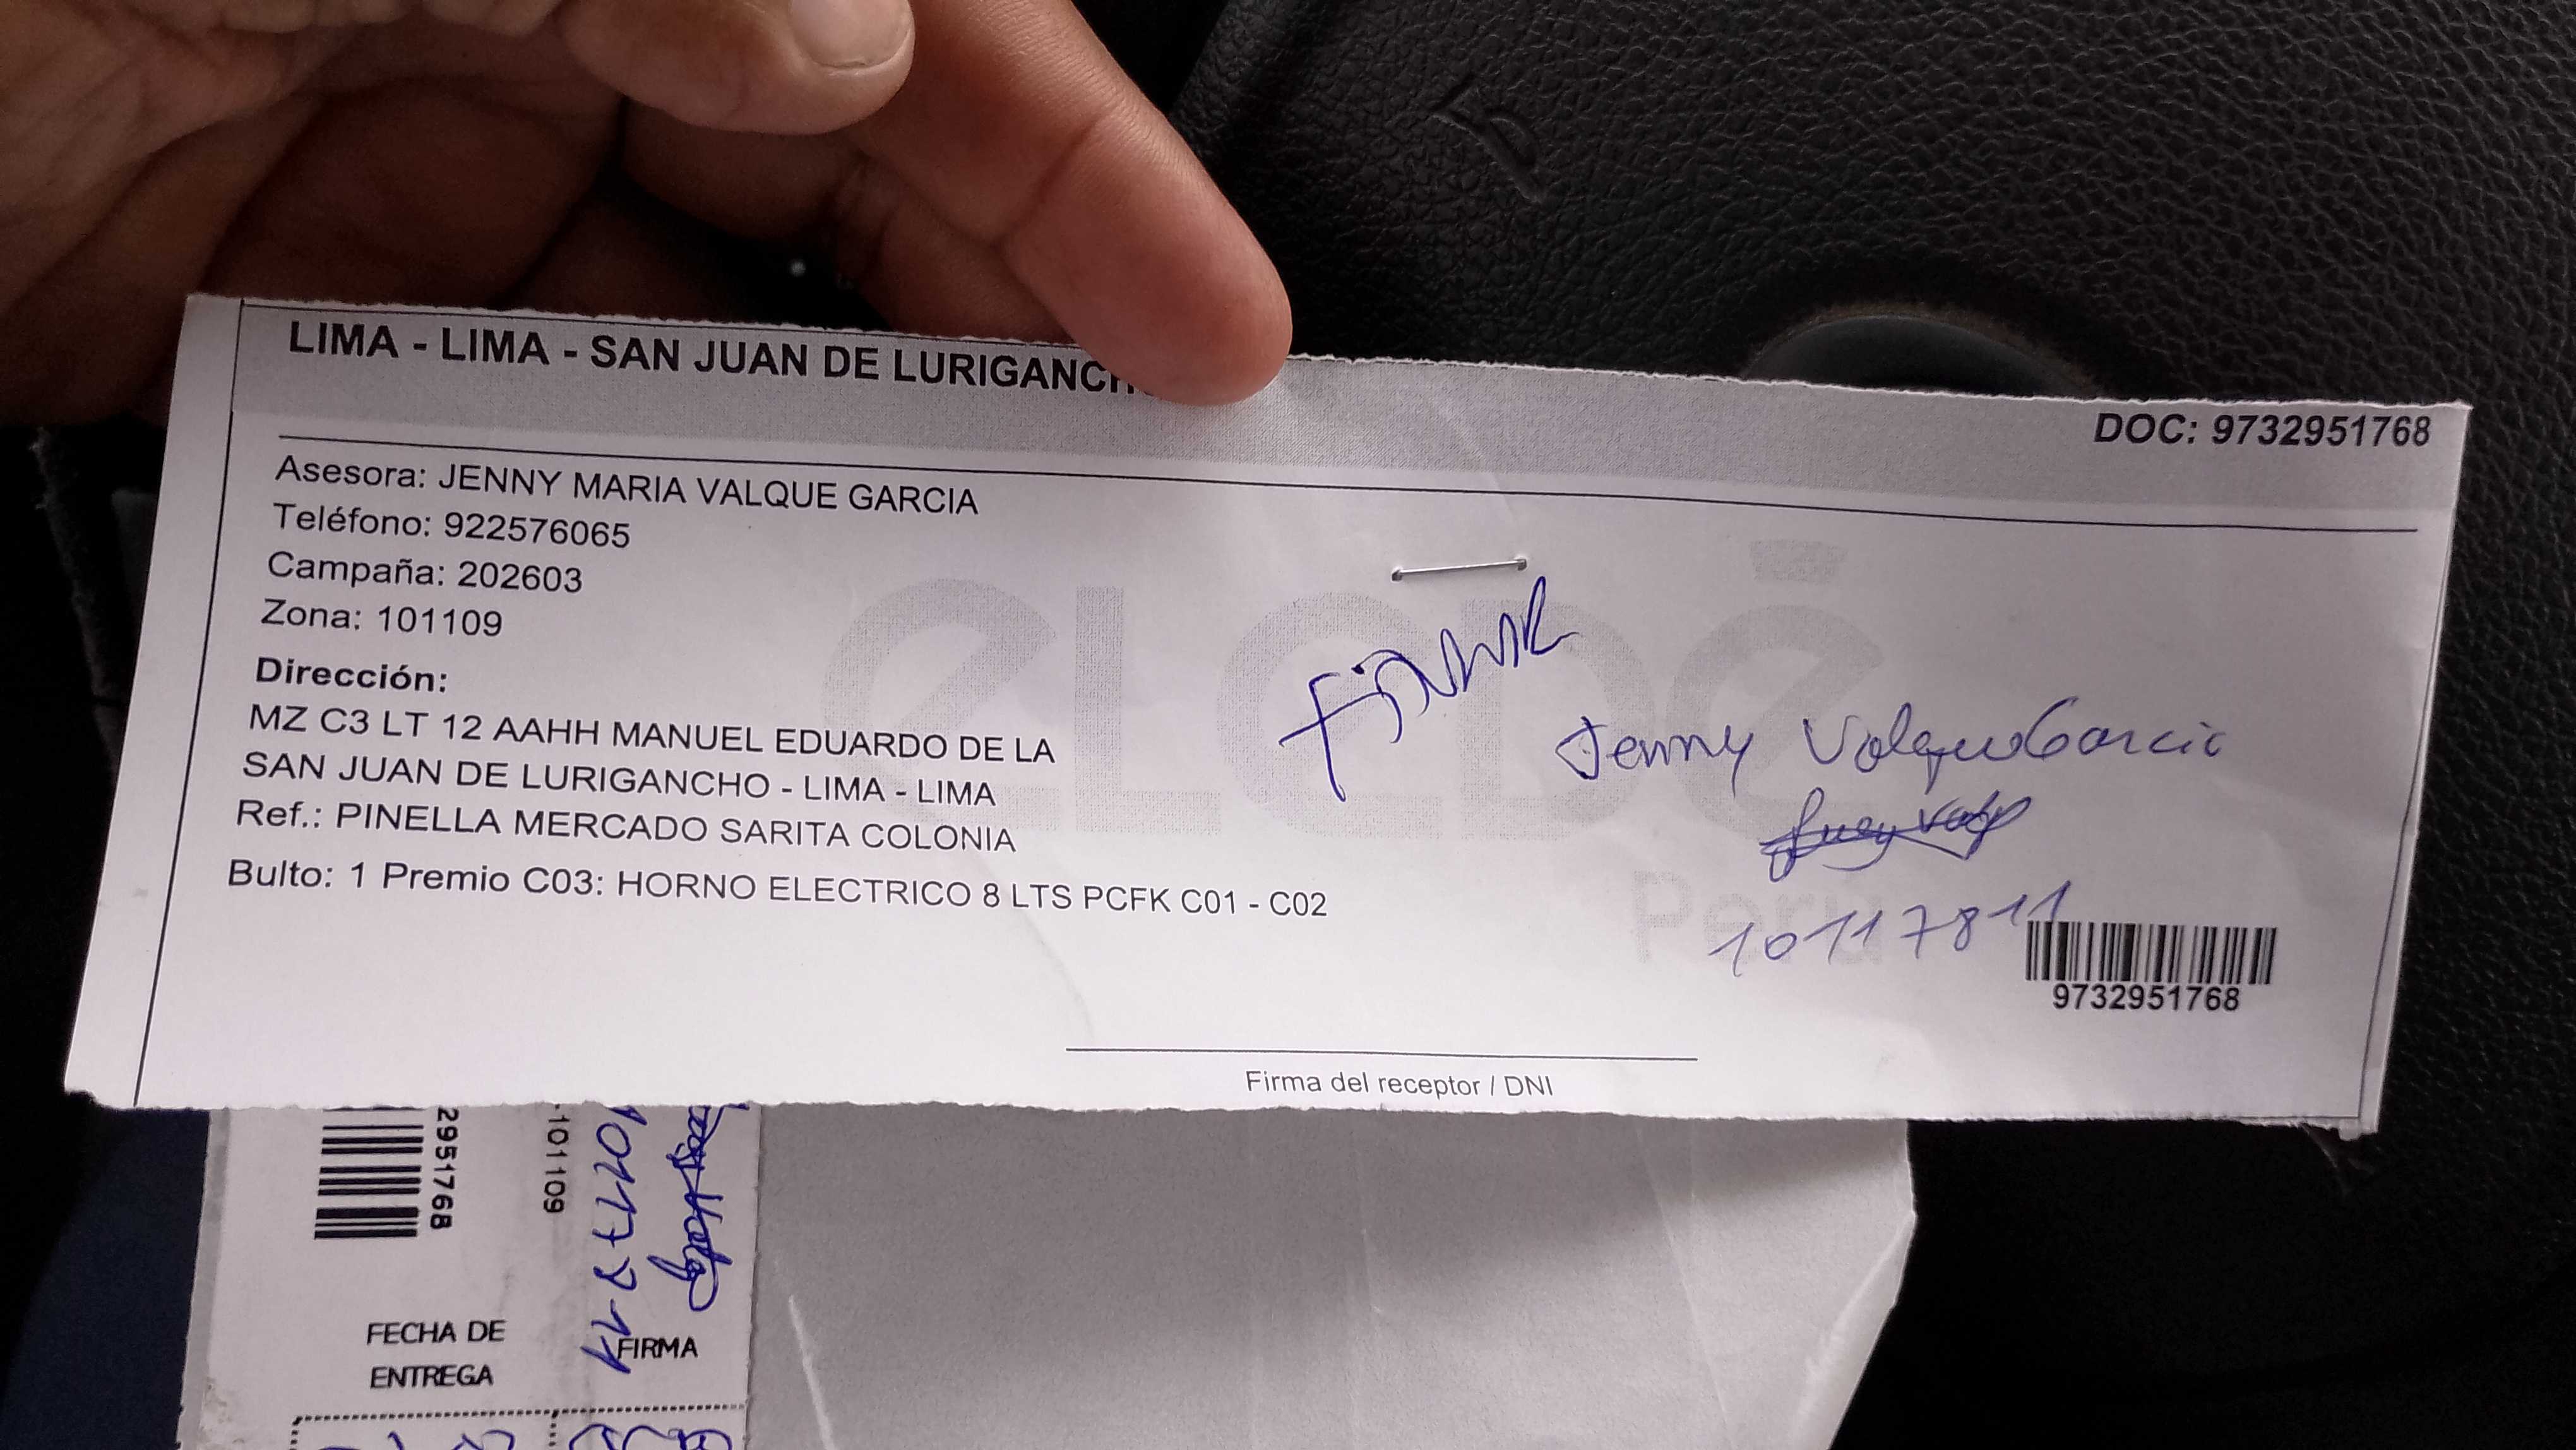 LIMA - LIMA - SAN JUAN DE LURIGANCHO
DOC: 9732951768
Asesora: JENNY MARIA VALQUE GARCIA
Teléfono: 922576065
Campaña: 202603
Zona: 101109
Dirección:
MZ C3 LT 12 AAHH MANUEL EDUARDO DE LA
SAN JUAN DE LURIGANCHO - LIMA - LIMA
Ref.: PINELLA MERCADO SARITA COLONIA
Bulto: 1 Premio C03: HORNO ELECTRICO 8 LTS PCFK C01 - C02
Jenny Valque Garcia
10117811
9732951768
Firma del receptor / DNI
Perú
2951768
-101109
10117811
FIRMA
FECHA DE
ENTREGA